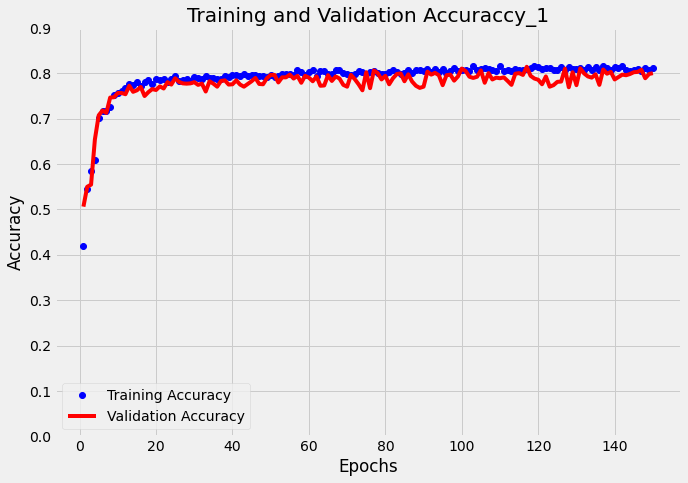 Training and Validation Accuraccy_1
0.9
0.8
0.7
0.6
0.5
0.4
0.3
0.2
0.1
0.0
Accuracy
Training Accuracy
Validation Accuracy
0 20 40 60 80 100 120 140
Epochs